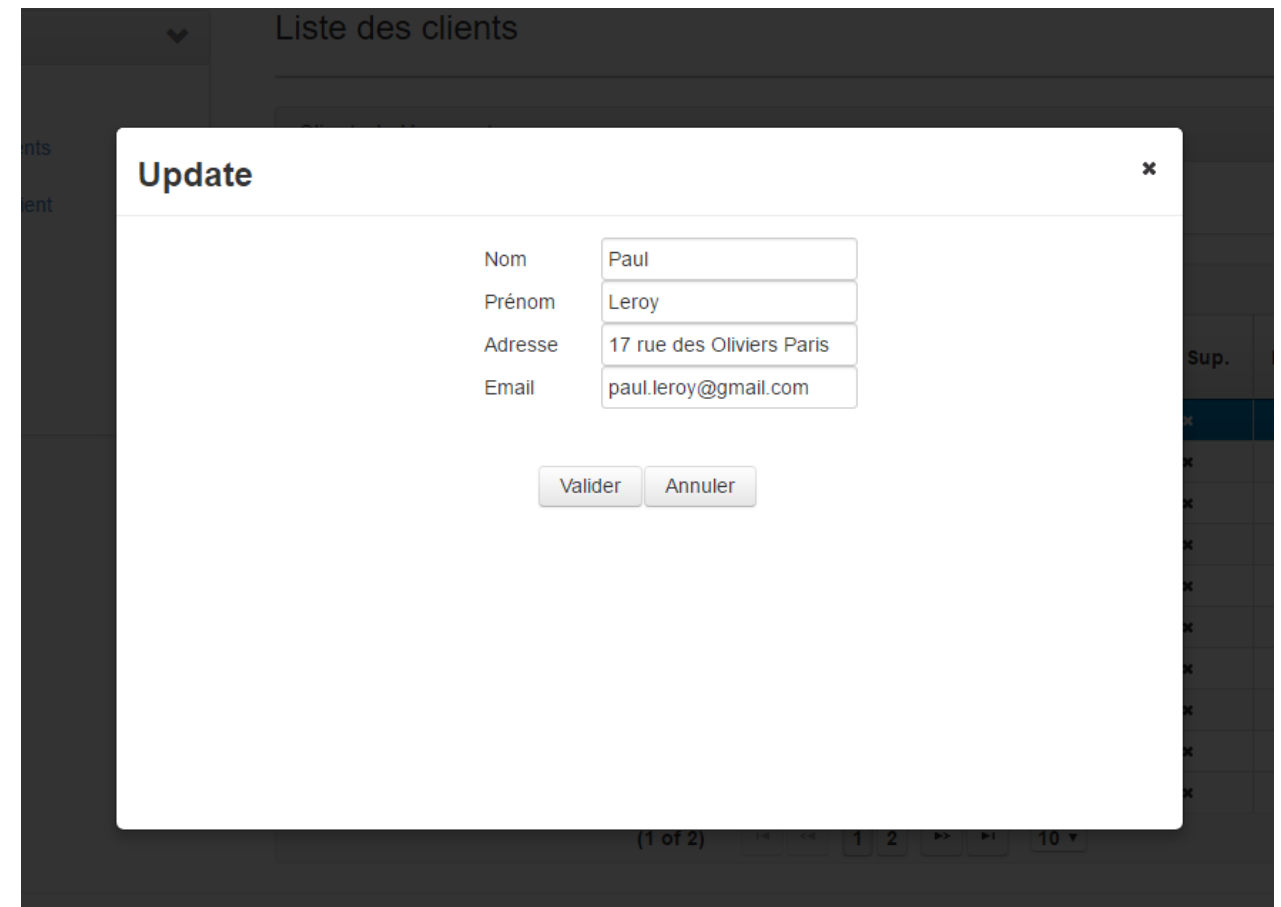 Liste des clients
nts
ient
Update
Nom Paul
Prénom Leroy
Adresse 17 rue des Oliviers Paris
Email paul.leroy@gmail.com
Sup.
Valider Annuler
(1 of 2) 1 2 10